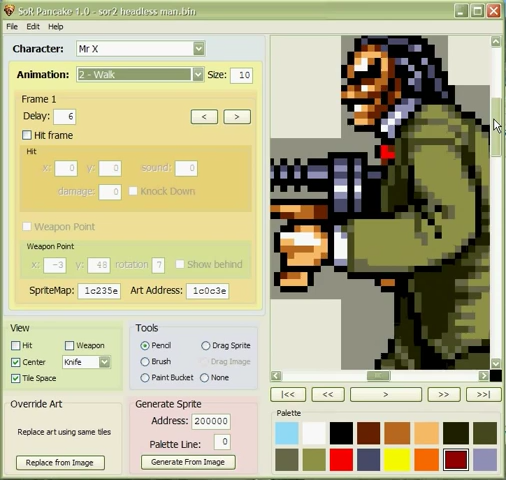 SoR Pancake 1.0 - sor2 headless man.bin
File Edit Help
Character: Mr X
Animation: 2 - Walk Size: 10
Frame 1
Delay: 6 < >
Hit frame
Hit
x: 0 y: 0 sound: 0
damage: 0 Knock Down
Weapon Point
Weapon Point
x: -3 y: 48 rotation 7 Show behind
SpriteMap: 1c235e Art Address: 1c0c3e
View
Hit Weapon
Center Knife
Tile Space
Tools
Pencil Drag Sprite
Brush Drag Image
Paint Bucket None
|<< << > >> >>|
Override Art
Replace art using same tiles
Replace from Image
Generate Sprite
Address: 200000
Palette Line: 0
Generate From Image
Palette